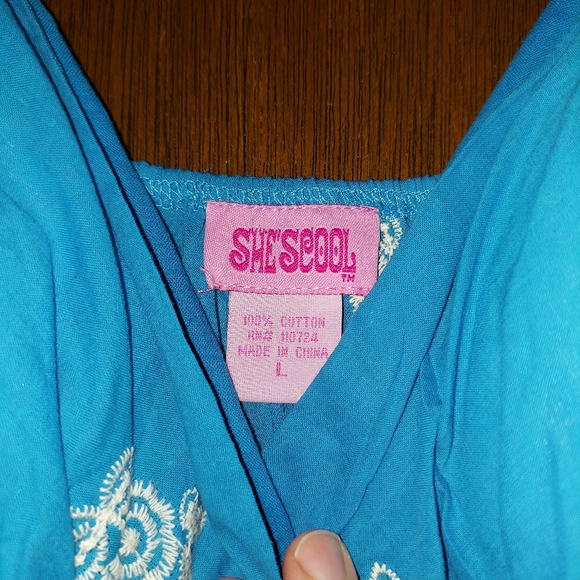 SHE'SCOOL
TM
100% COTTON
RN# 110724
MADE IN CHINA
L